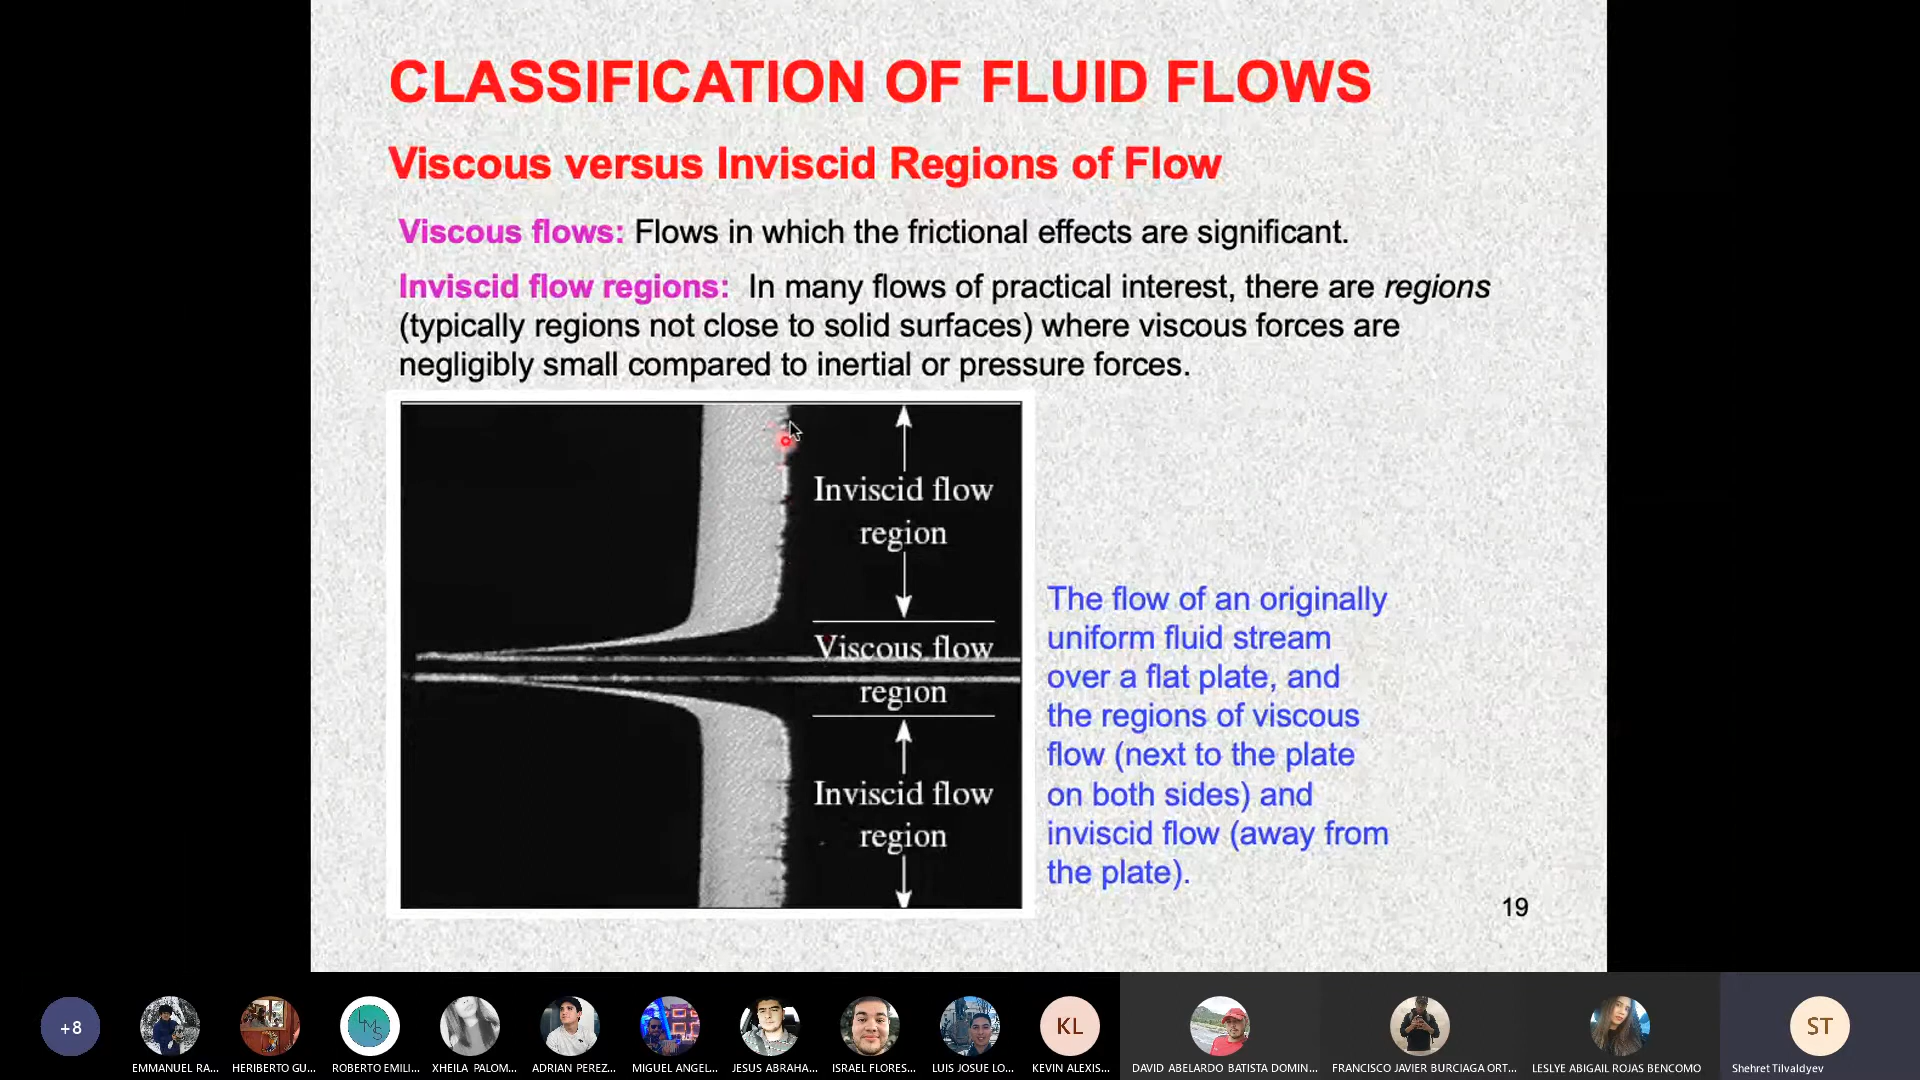 CLASSIFICATION OF FLUID FLOWS
Viscous versus Inviscid Regions of Flow
Viscous flows: Flows in which the frictional effects are significant.
Inviscid flow regions: In many flows of practical interest, there are regions
(typically regions not close to solid surfaces) where viscous forces are
negligibly small compared to inertial or pressure forces.
Inviscid flow
region
Viscous flow
region
Inviscid flow
region
The flow of an originally
uniform fluid stream
over a flat plate, and
the regions of viscous
flow (next to the plate
on both sides) and
inviscid flow (away from
the plate).
19
+8
LMS
KL
ST
EMMANUEL RA...
HERIBERTO GU...
ROBERTO EMILI...
XHEILA PALOM...
ADRIAN PEREZ...
MIGUEL ANGEL...
JESUS ABRAHA...
ISRAEL FLORES...
LUIS JOSUE LO...
KEVIN ALEXIS...
DAVID ABELARDO BATISTA DOMIN...
FRANCISCO JAVIER BURCIAGA ORT...
LESLYE ABIGAIL ROJAS BENCOMO
Shehret Tilvaldyev